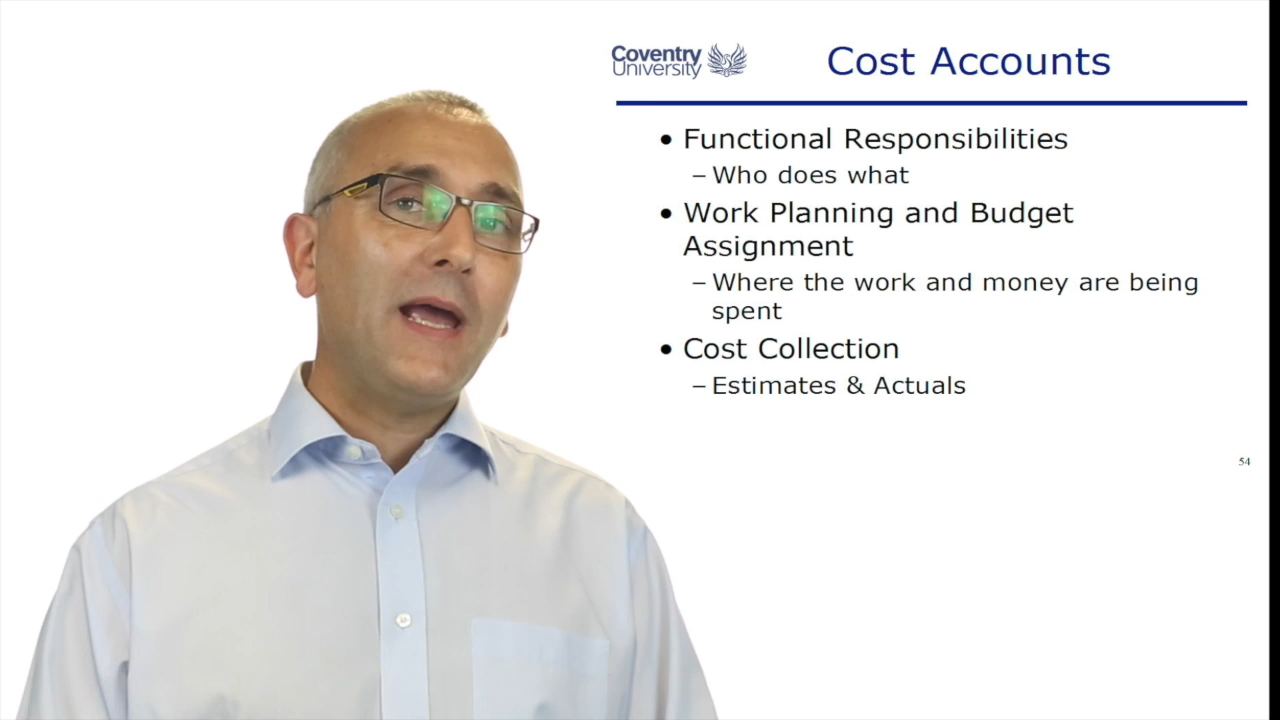 Coventry
University
Cost Accounts
• Functional Responsibilities
– Who does what
• Work Planning and Budget
Assignment
– Where the work and money are being
spent
• Cost Collection
– Estimates & Actuals
54